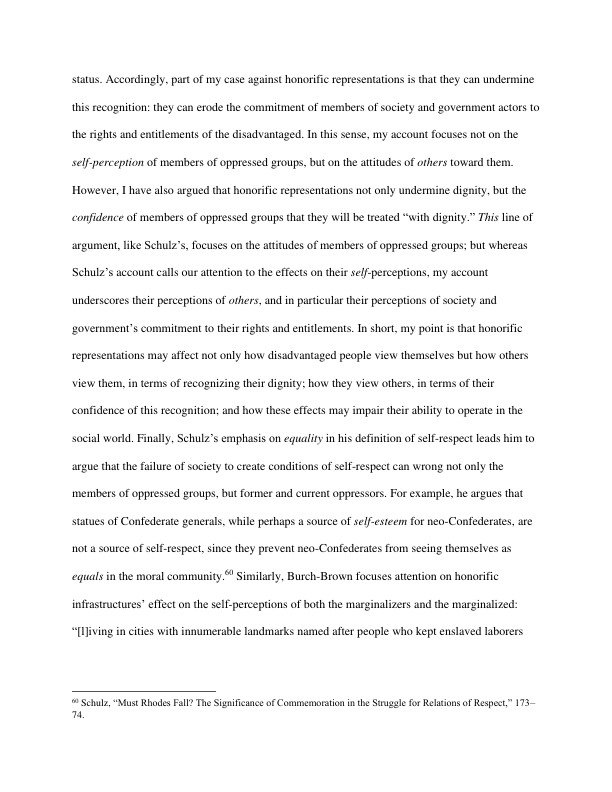 status. Accordingly, part of my case against honorific representations is that they can undermine
this recognition: they can erode the commitment of members of society and government actors to
the rights and entitlements of the disadvantaged. In this sense, my account focuses not on the
self-perception of members of oppressed groups, but on the attitudes of others toward them.
However, I have also argued that honorific representations not only undermine dignity, but the
confidence of members of oppressed groups that they will be treated “with dignity.” This line of
argument, like Schulz’s, focuses on the attitudes of members of oppressed groups; but whereas
Schulz’s account calls our attention to the effects on their self-perceptions, my account
underscores their perceptions of others, and in particular their perceptions of society and
government’s commitment to their rights and entitlements. In short, my point is that honorific
representations may affect not only how disadvantaged people view themselves but how others
view them, in terms of recognizing their dignity; how they view others, in terms of their
confidence of this recognition; and how these effects may impair their ability to operate in the
social world. Finally, Schulz’s emphasis on equality in his definition of self-respect leads him to
argue that the failure of society to create conditions of self-respect can wrong not only the
members of oppressed groups, but former and current oppressors. For example, he argues that
statues of Confederate generals, while perhaps a source of self-esteem for neo-Confederates, are
not a source of self-respect, since they prevent neo-Confederates from seeing themselves as
equals in the moral community.60 Similarly, Burch-Brown focuses attention on honorific
infrastructures’ effect on the self-perceptions of both the marginalizers and the marginalized:
“[l]iving in cities with innumerable landmarks named after people who kept enslaved laborers
60 Schulz, “Must Rhodes Fall? The Significance of Commemoration in the Struggle for Relations of Respect,” 173–
74.